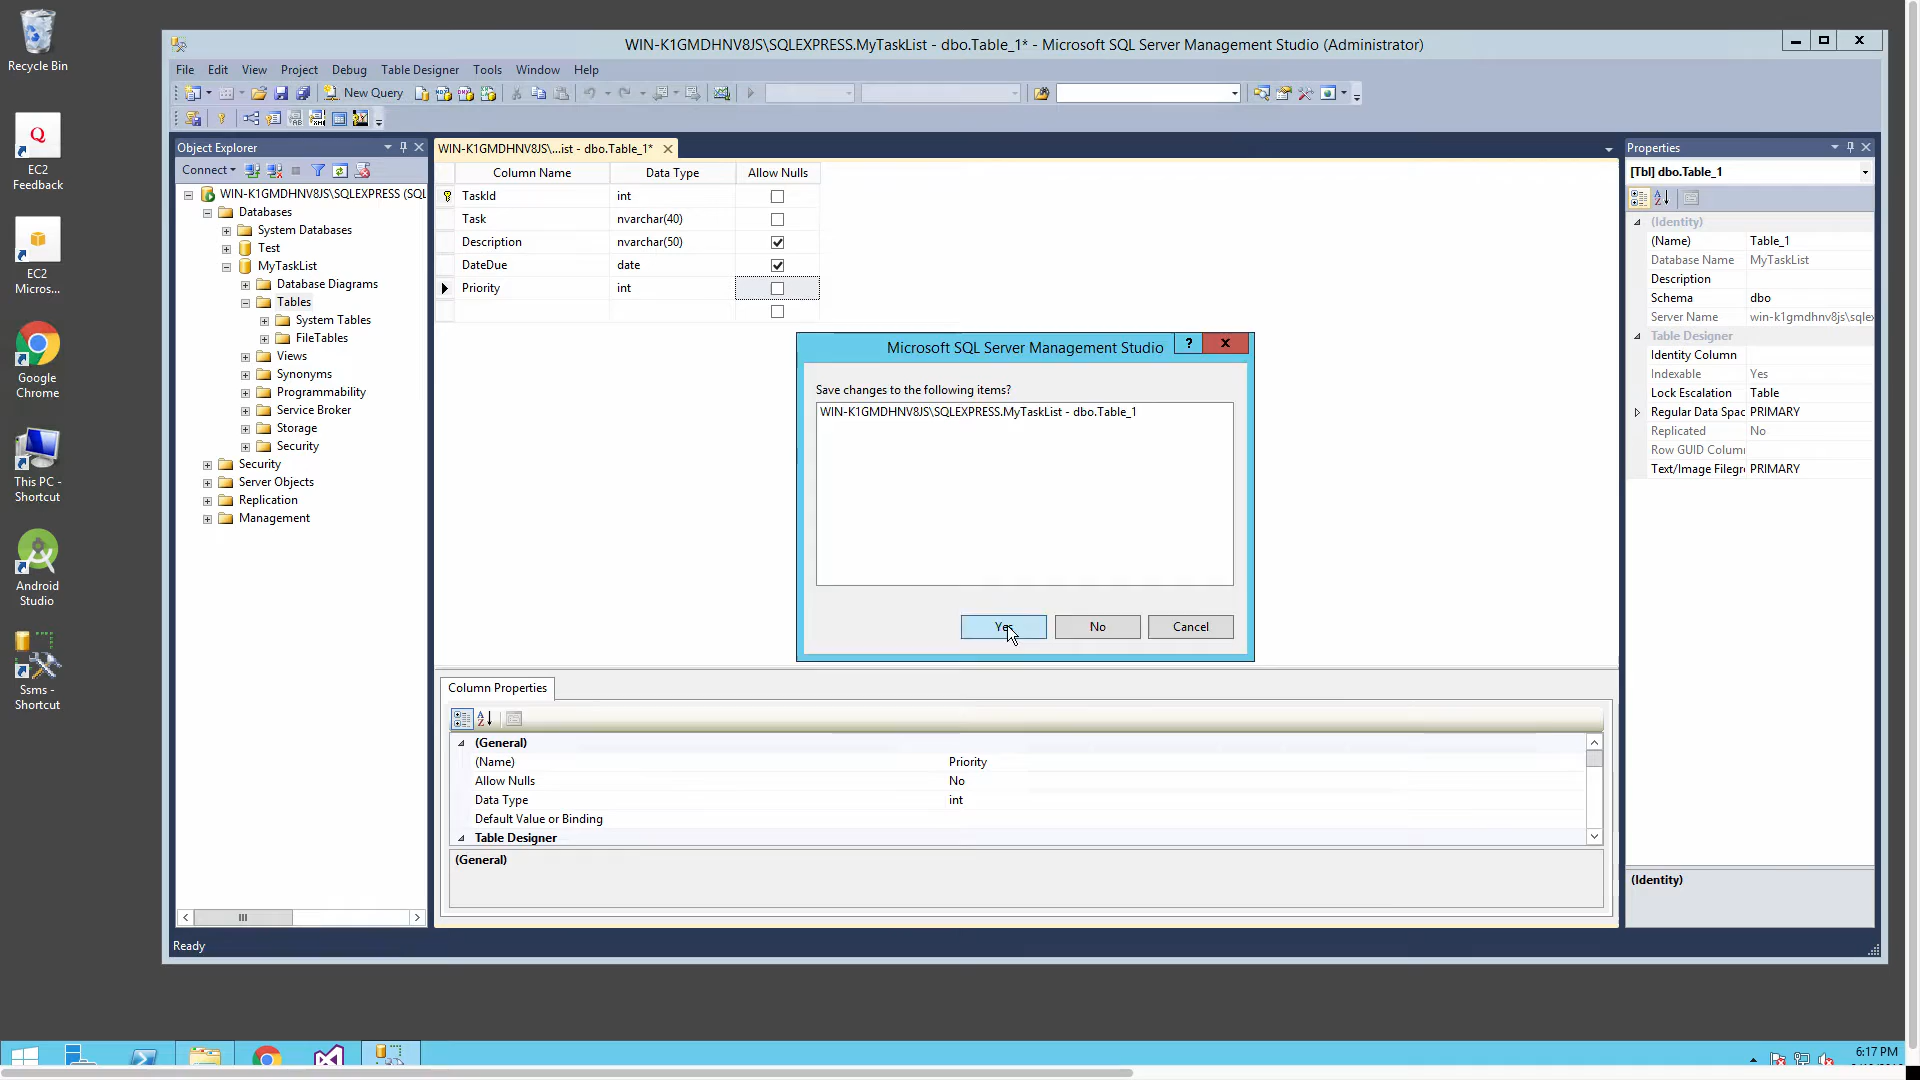 Recycle Bin
EC2
Feedback
EC2
Micros...
Google
Chrome
This PC -
Shortcut
Android
Studio
Ssms -
Shortcut
WIN-K1GMDHNV8JS\SQLEXPRESS.MyTaskList - dbo.Table_1* - Microsoft SQL Server Management Studio (Administrator)
File Edit View Project Debug Table Designer Tools Window Help
New Query
Object Explorer
Connect
WIN-K1GMDHNV8JS\SQLEXPRESS (SQL
Databases
System Databases
Test
MyTaskList
Database Diagrams
Tables
System Tables
FileTables
Views
Synonyms
Programmability
Service Broker
Storage
Security
Security
Server Objects
Replication
Management
WIN-K1GMDHNV8JS\...ist - dbo.Table_1*
Column Name Data Type Allow Nulls
TaskId int
Task nvarchar(40)
Description nvarchar(50)
DateDue date
Priority int
Microsoft SQL Server Management Studio
Save changes to the following items?
WIN-K1GMDHNV8JS\SQLEXPRESS.MyTaskList - dbo.Table_1
Yes No Cancel
Column Properties
(General)
(Name) Priority
Allow Nulls No
Data Type int
Default Value or Binding
Table Designer
(General)
Properties
[Tbl] dbo.Table_1
(Identity)
(Name) Table_1
Database Name MyTaskList
Description
Schema dbo
Server Name win-k1gmdhnv8js\sqlex
Table Designer
Identity Column
Indexable Yes
Lock Escalation Table
Regular Data Spac PRIMARY
Replicated No
Row GUID Colum
Text/Image Filegr PRIMARY
(Identity)
Ready
6:17 PM